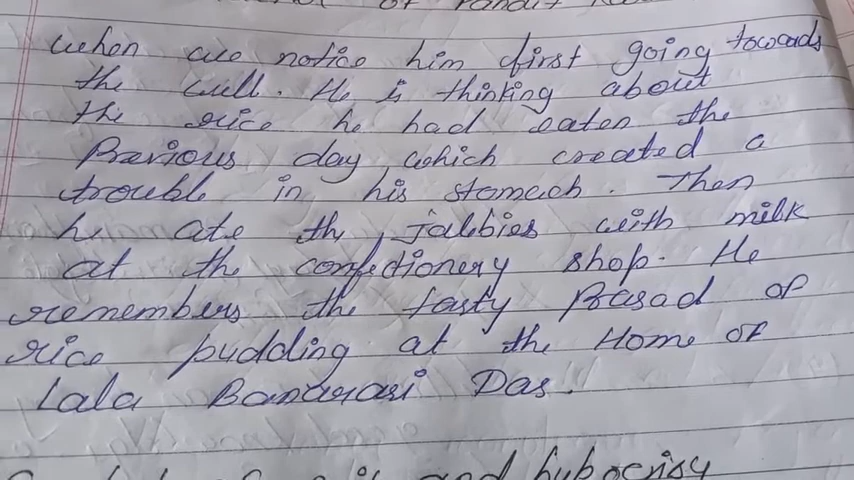 of Pandit
when we notice him first going towards
the well. He is thinking about
the rice he had eaten the
Previous day which created a
trouble in his stomach. Then
he ate the jalebies with milk
at the confectionery shop. He
remembers the tasty Prasad of
rice pudding at the Home of
Lala Banarasi Das.
and hypocrisy